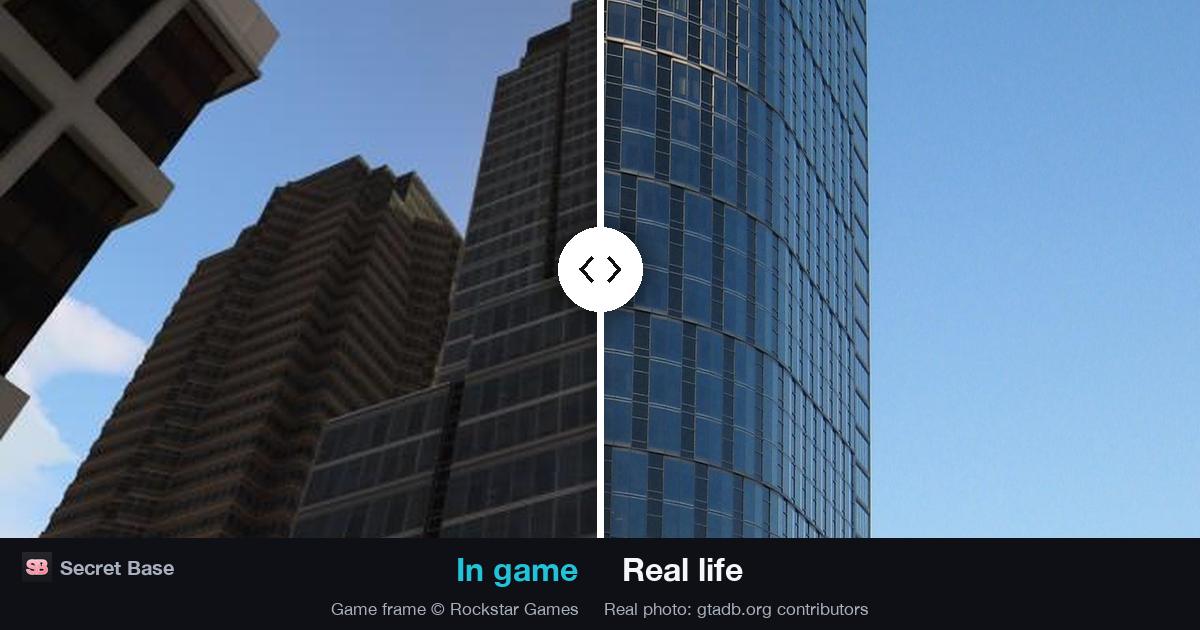 SB Secret Base
In game
Real life
Game frame © Rockstar Games
Real photo: gtadb.org contributors